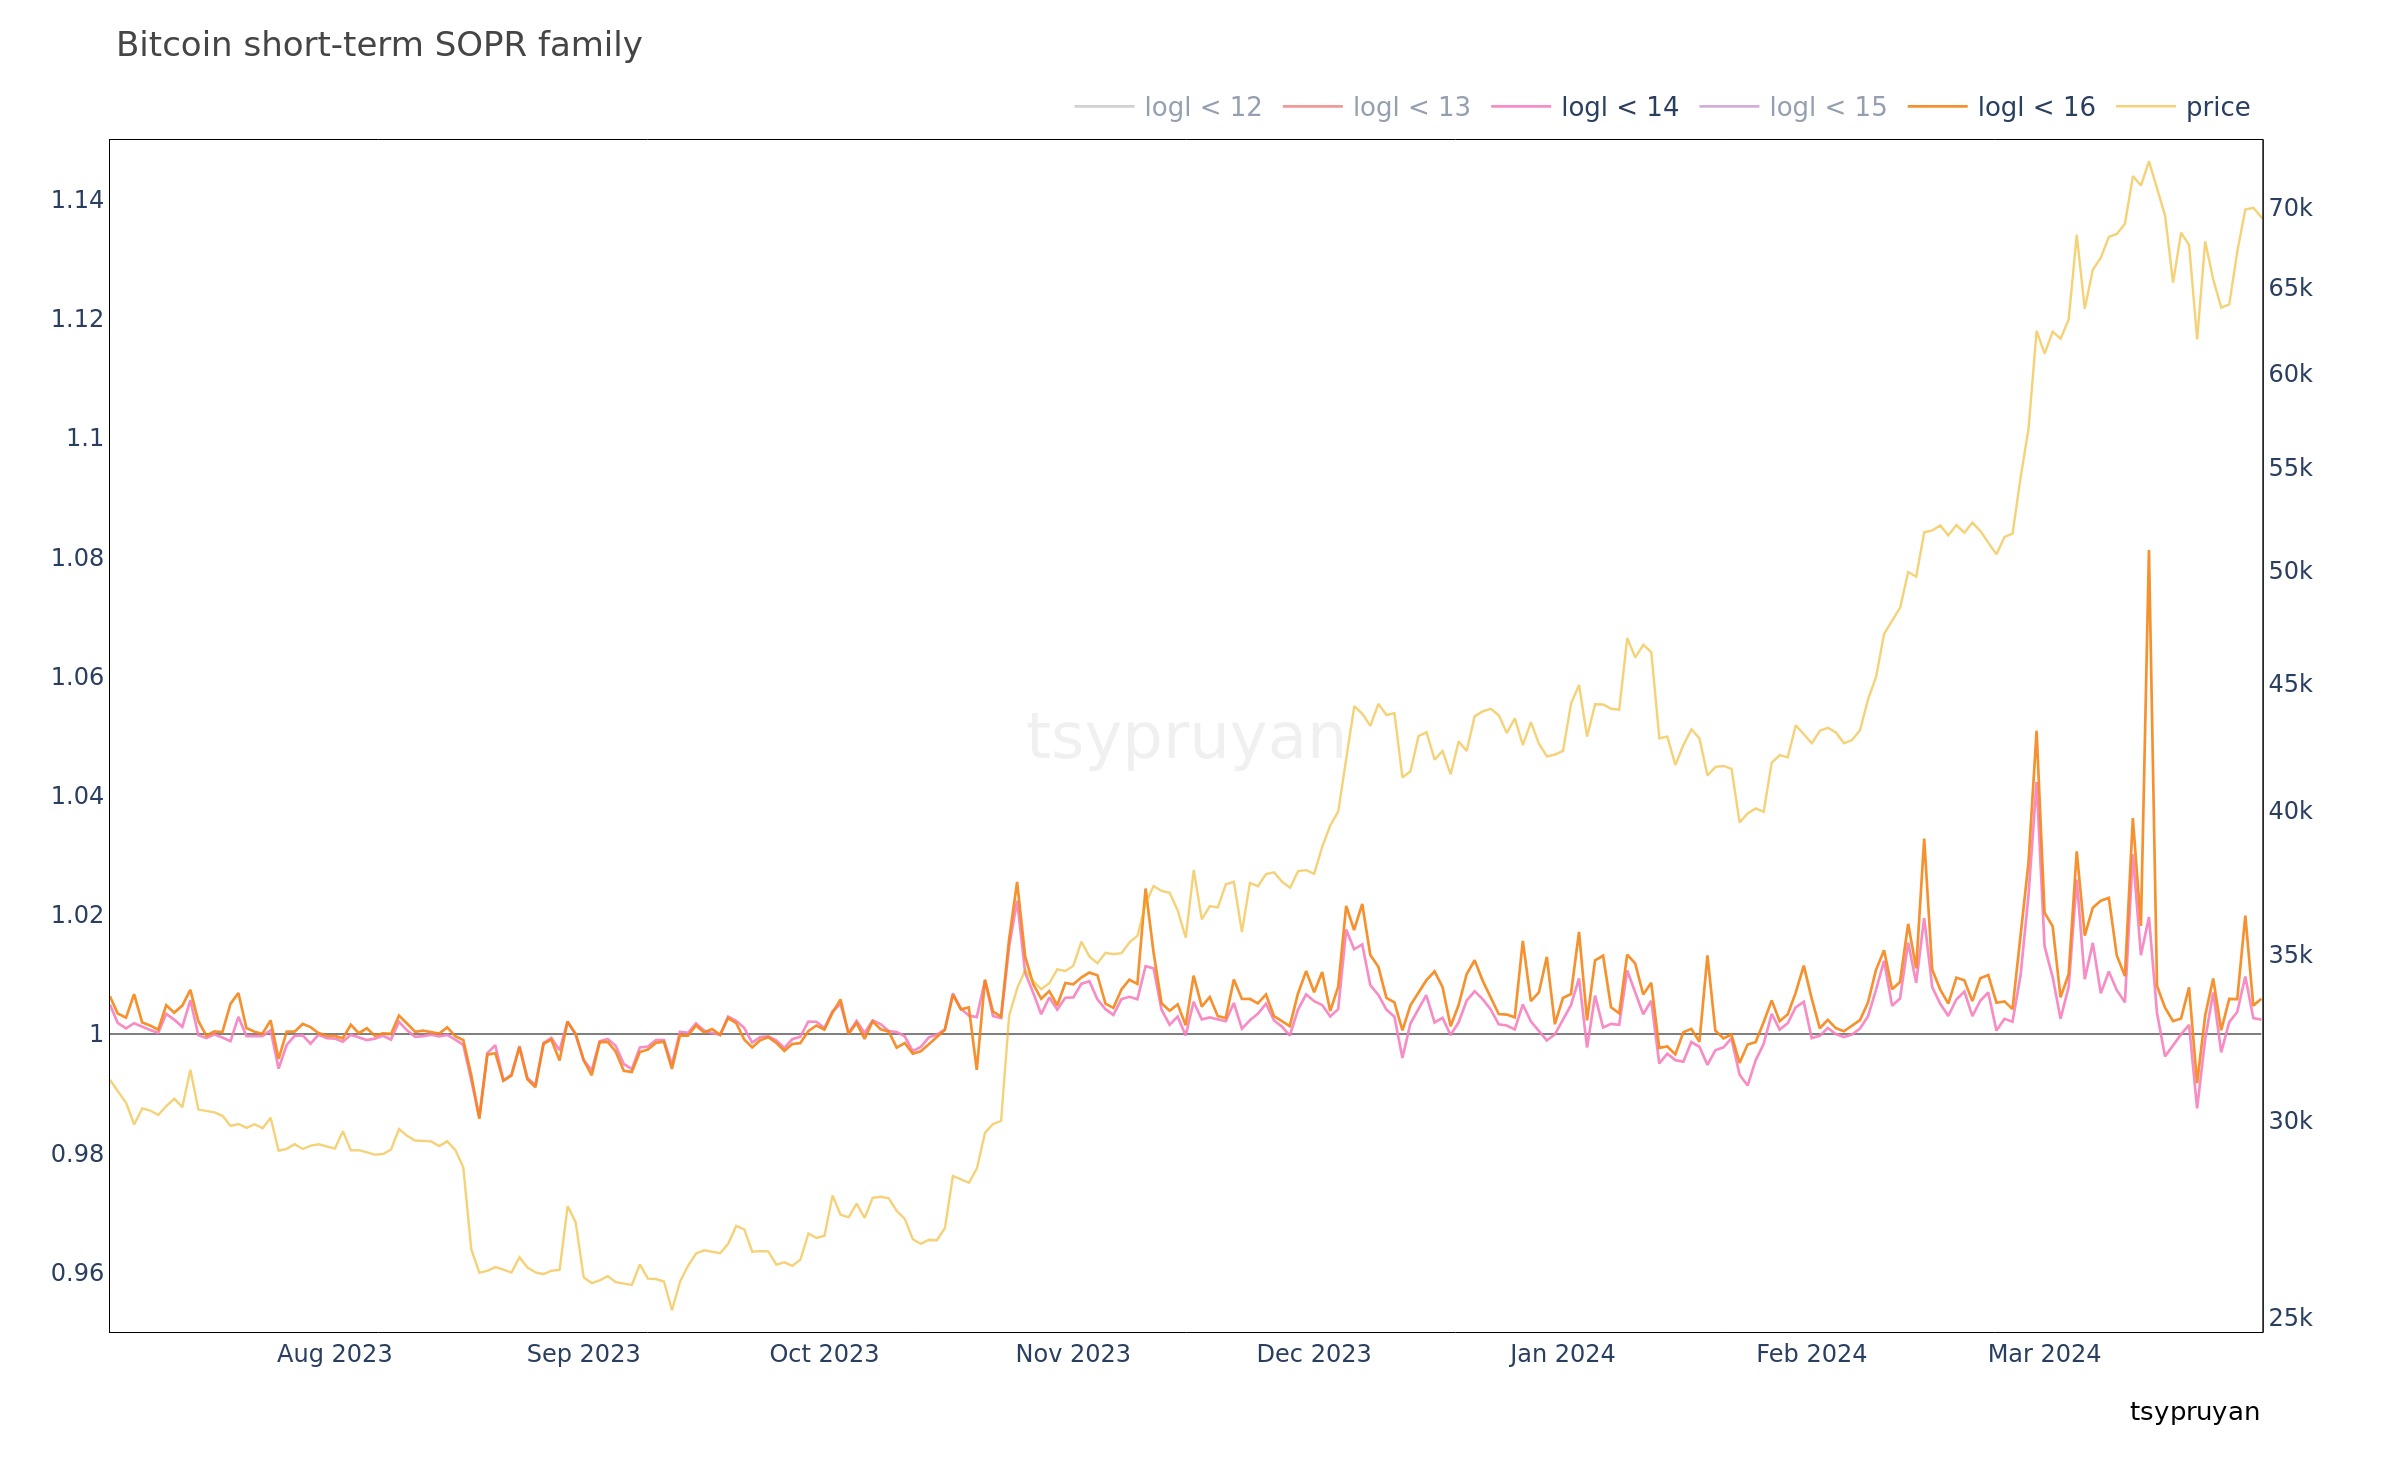 Bitcoin short-term SOPR family
logl < 12 logl < 13 logl < 14 logl < 15 logl < 16 price
1.14
1.12
1.1
1.08
1.06
1.04
1.02
1
0.98
0.96
70k
65k
60k
55k
50k
45k
40k
35k
30k
25k
tsypruyan
Aug 2023 Sep 2023 Oct 2023 Nov 2023 Dec 2023 Jan 2024 Feb 2024 Mar 2024
tsypruyan